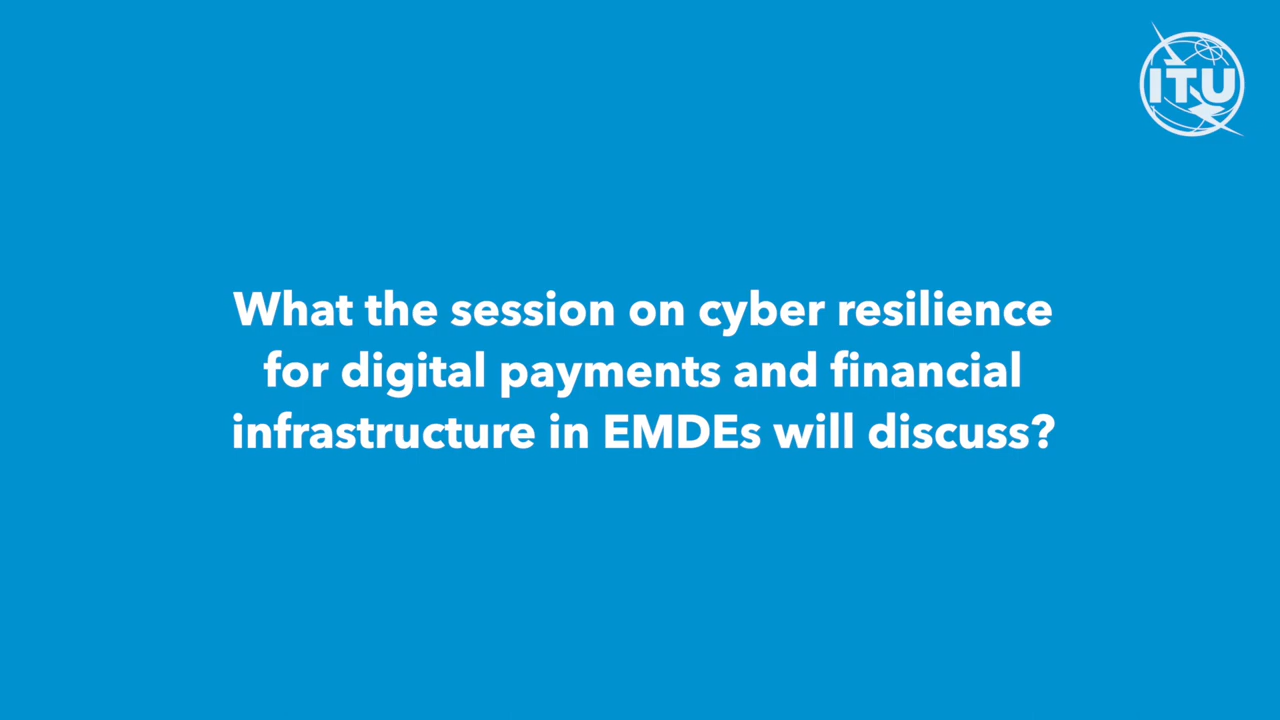 ITU
What the session on cyber resilience
for digital payments and financial
infrastructure in EMDEs will discuss?